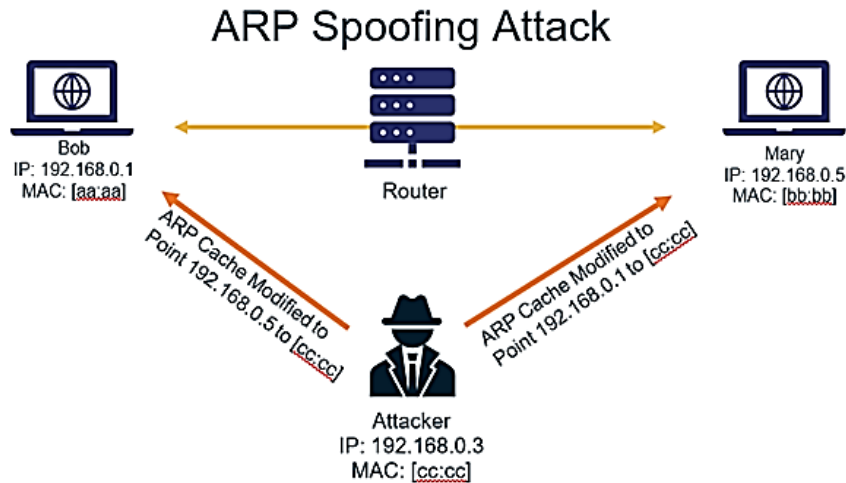 ARP Spoofing Attack
Bob
IP: 192.168.0.1
MAC: [aa:aa]
Router
Mary
IP: 192.168.0.5
MAC: [bb:bb]
ARP Cache Modified to
Point 192.168.0.5 to [cc:cc]
ARP Cache Modified to
Point 192.168.0.1 to [cc:cc]
Attacker
IP: 192.168.0.3
MAC: [cc:cc]